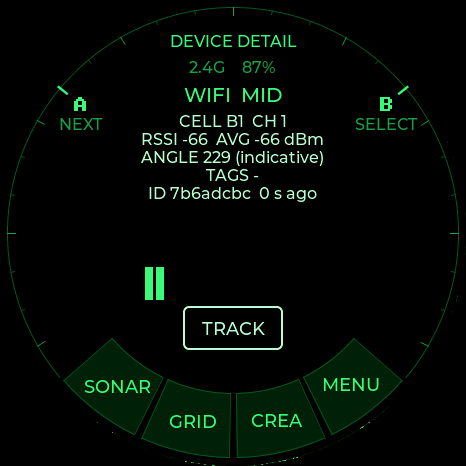 DEVICE DETAIL
2.4G 87%
WIFI MID
A
B
NEXT
SELECT
CELL B1 CH 1
RSSI -66 AVG -66 dBm
ANGLE 229 (indicative)
TAGS -
ID 7b6adcbc 0 s ago
TRACK
SONAR
GRID
CREA
MENU